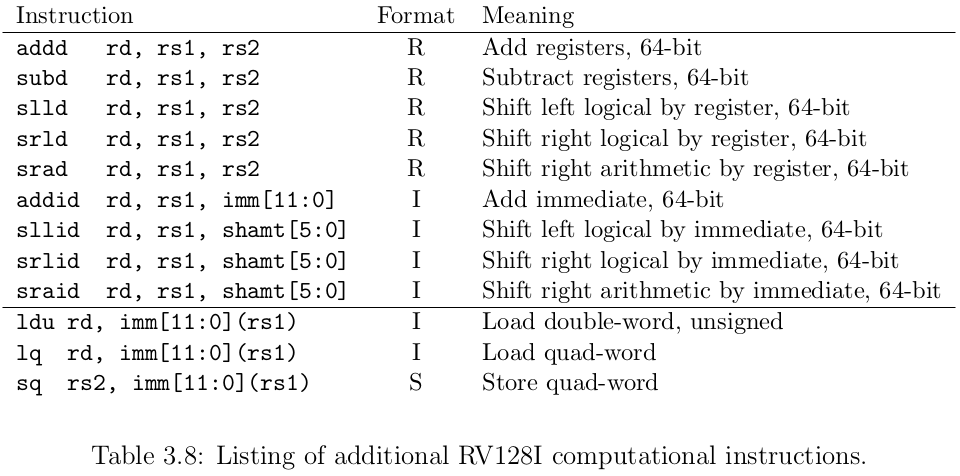 Instruction Format Meaning
addd rd, rs1, rs2 R Add registers, 64-bit
subd rd, rs1, rs2 R Subtract registers, 64-bit
slld rd, rs1, rs2 R Shift left logical by register, 64-bit
srld rd, rs1, rs2 R Shift right logical by register, 64-bit
srad rd, rs1, rs2 R Shift right arithmetic by register, 64-bit
addid rd, rs1, imm[11:0] I Add immediate, 64-bit
sllid rd, rs1, shamt[5:0] I Shift left logical by immediate, 64-bit
srlid rd, rs1, shamt[5:0] I Shift right logical by immediate, 64-bit
sraid rd, rs1, shamt[5:0] I Shift right arithmetic by immediate, 64-bit
ldu rd, imm[11:0](rs1) I Load double-word, unsigned
lq rd, imm[11:0](rs1) I Load quad-word
sq rs2, imm[11:0](rs1) S Store quad-word
Table 3.8: Listing of additional RV128I computational instructions.